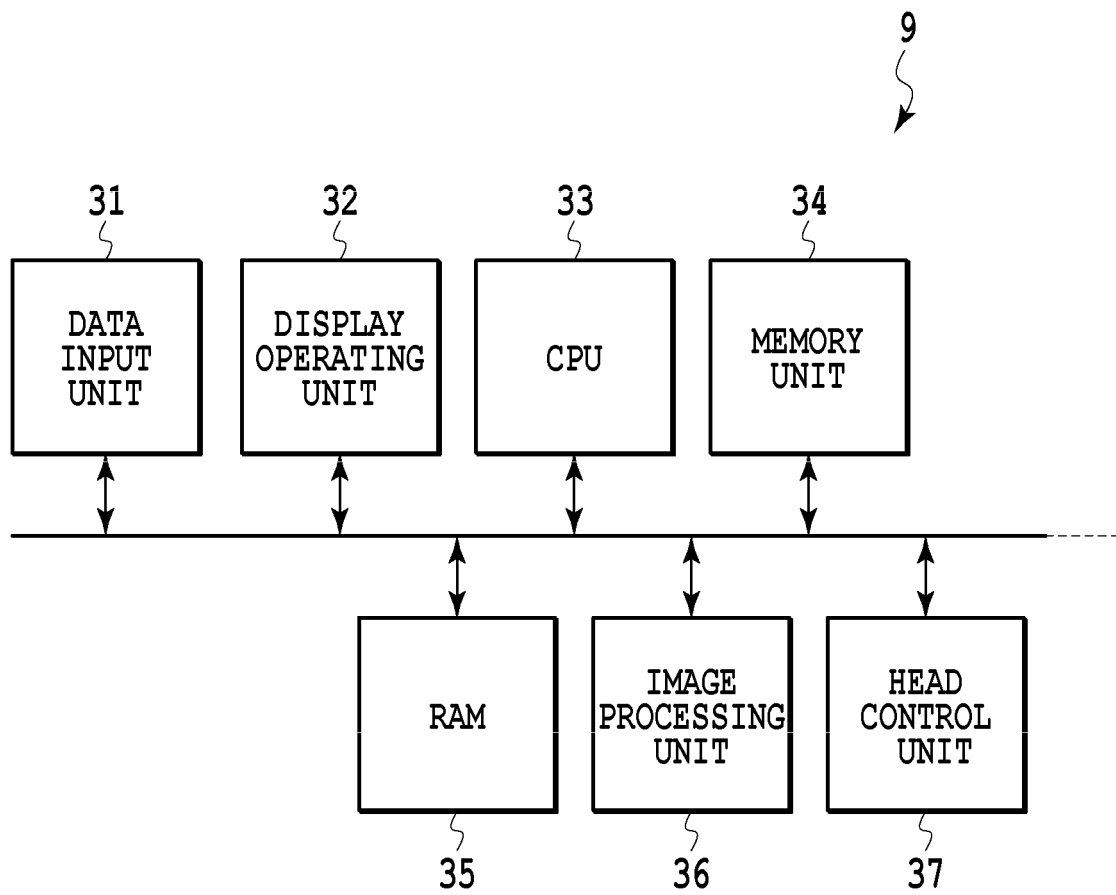 9
31
32
33
34
DATA
INPUT
UNIT
DISPLAY
OPERATING
UNIT
CPU
MEMORY
UNIT
RAM
IMAGE
PROCESSING
UNIT
HEAD
CONTROL
UNIT
35
36
37